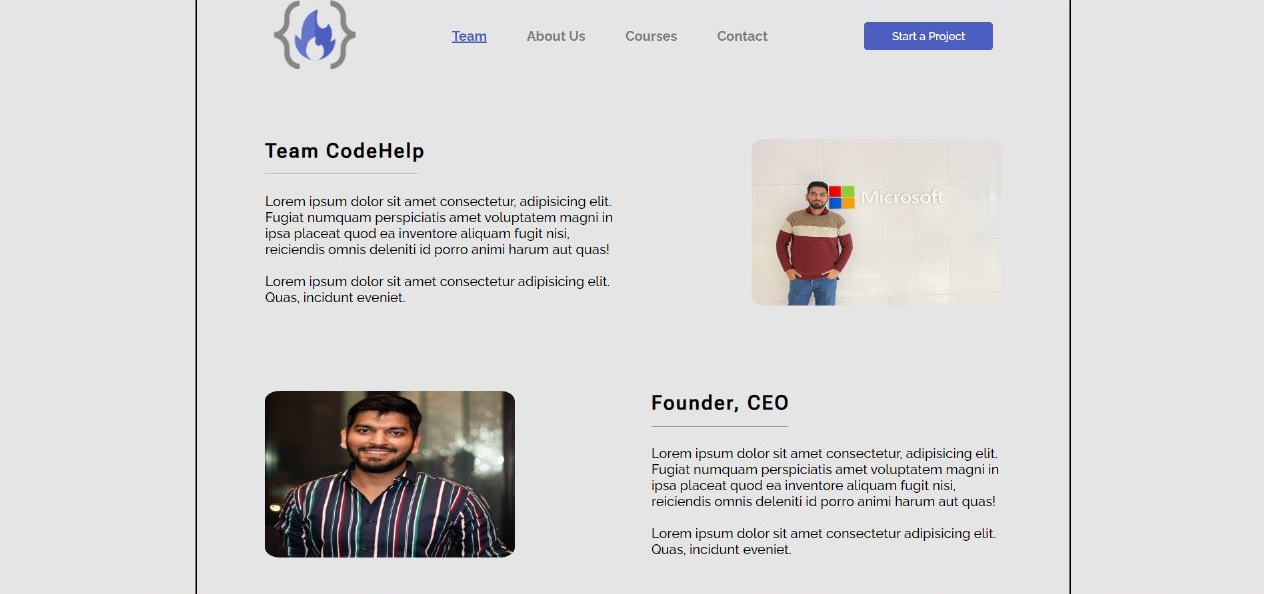 Team About Us Courses Contact Start a Project
Team CodeHelp
Microsoft
Lorem ipsum dolor sit amet consectetur, adipisicing elit.
Fugiat numquam perspiciatis amet voluptatem magni in
ipsa placeat quod ea inventore aliquam fugit nisi,
reiciendis omnis deleniti id porro animi harum aut quas!
Lorem ipsum dolor sit amet consectetur adipisicing elit.
Quas, incidunt eveniet.
Founder, CEO
Lorem ipsum dolor sit amet consectetur, adipisicing elit.
Fugiat numquam perspiciatis amet voluptatem magni in
ipsa placeat quod ea inventore aliquam fugit nisi,
reiciendis omnis deleniti id porro animi harum aut quas!
Lorem ipsum dolor sit amet consectetur adipisicing elit.
Quas, incidunt eveniet.